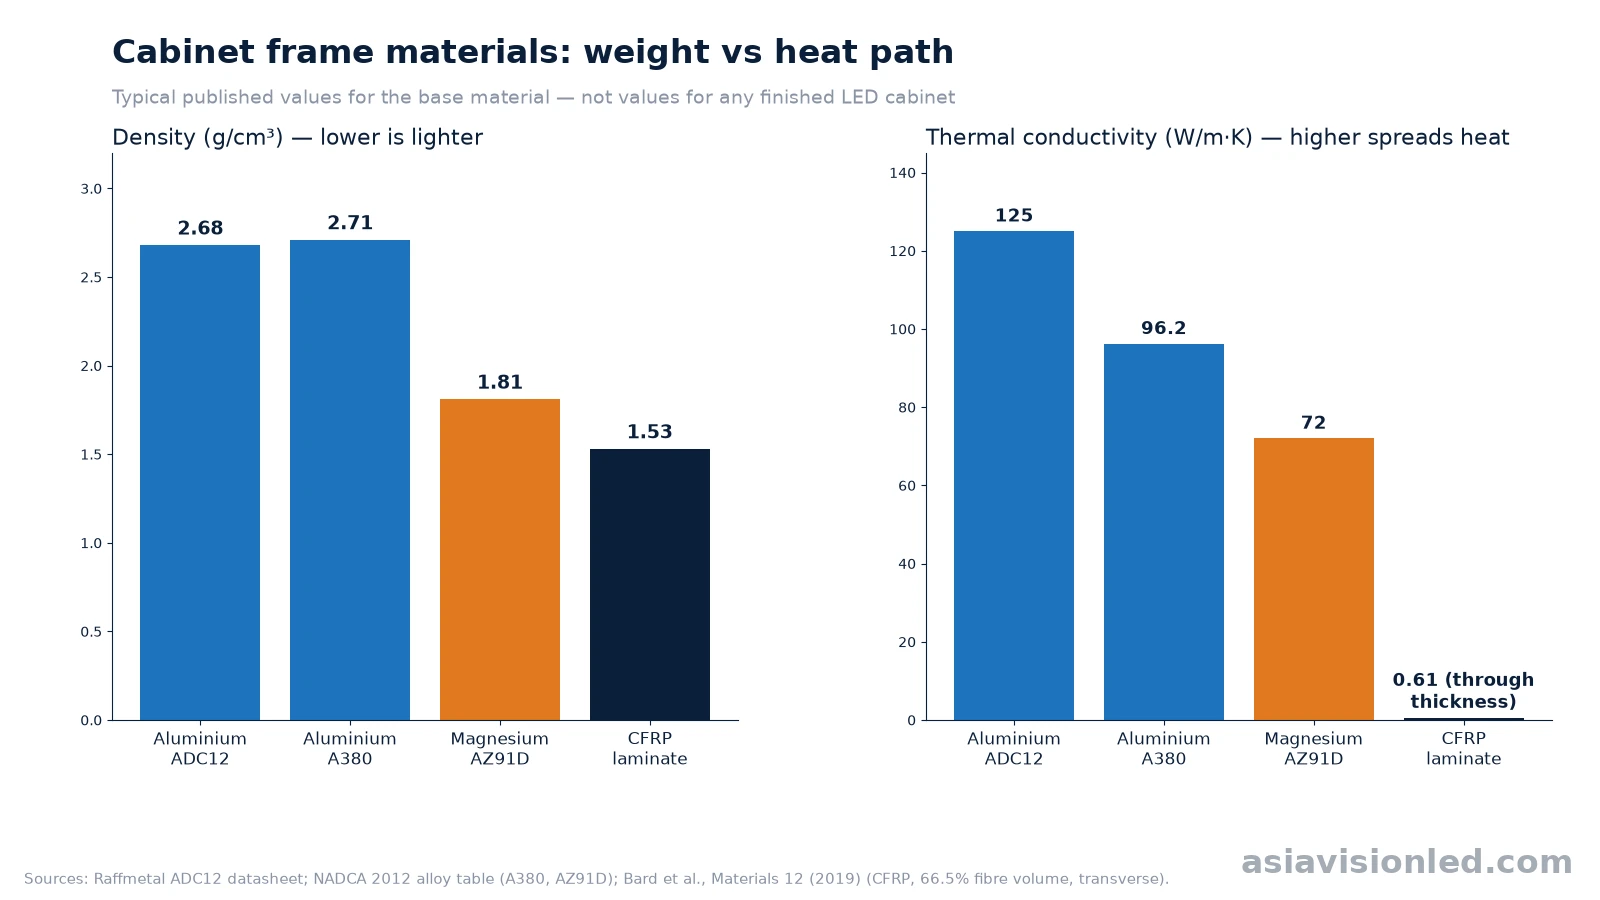 Cabinet frame materials: weight vs heat path
Typical published values for the base material — not values for any finished LED cabinet
Density (g/cm³) — lower is lighter
3.0
2.5
2.0
1.5
1.0
0.5
0.0
2.68
2.71
1.81
1.53
Aluminium
ADC12
Aluminium
A380
Magnesium
AZ91D
CFRP
laminate
Thermal conductivity (W/m·K) — higher spreads heat
140
120
100
80
60
40
20
0
125
96.2
72
0.61 (through
thickness)
Aluminium
ADC12
Aluminium
A380
Magnesium
AZ91D
CFRP
laminate
Sources: Raffmetal ADC12 datasheet; NADCA 2012 alloy table (A380, AZ91D); Bard et al., Materials 12 (2019) (CFRP, 66.5% fibre volume, transverse).
asiavisionled.com